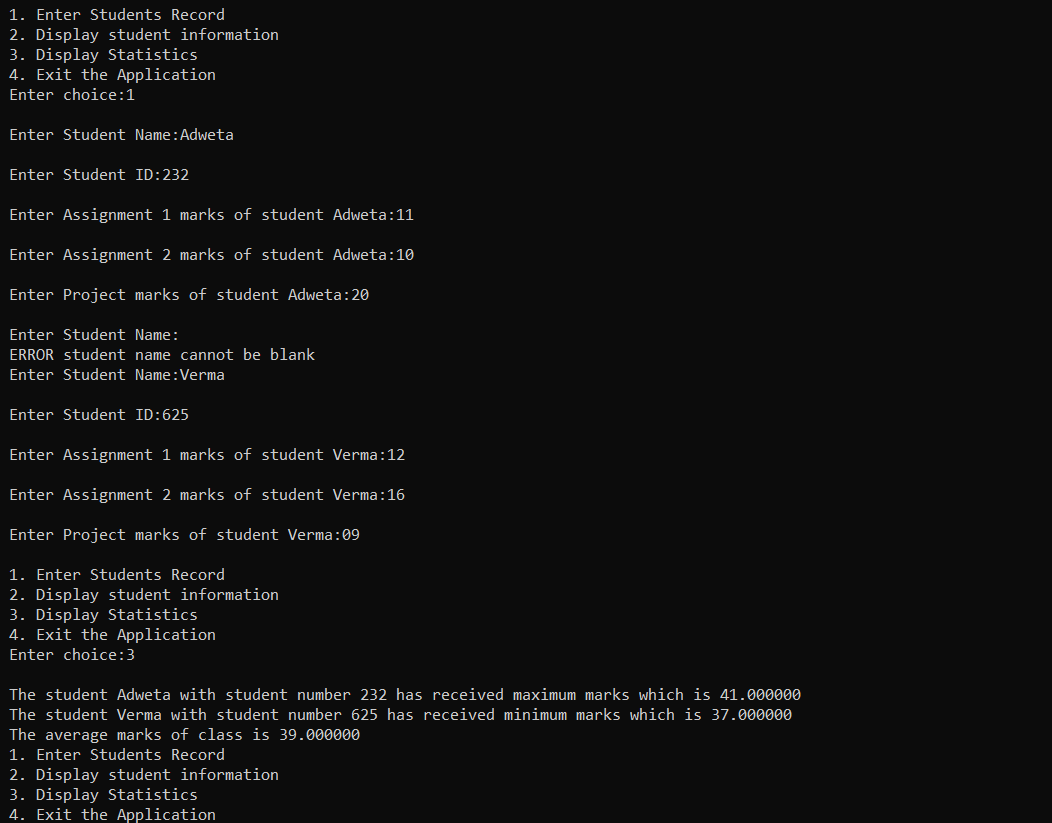 1. Enter Students Record
2. Display student information
3. Display Statistics
4. Exit the Application
Enter choice:1
Enter Student Name:Adweta
Enter Student ID:232
Enter Assignment 1 marks of student Adweta:11
Enter Assignment 2 marks of student Adweta:10
Enter Project marks of student Adweta:20
Enter Student Name:
ERROR student name cannot be blank
Enter Student Name:Verma
Enter Student ID:625
Enter Assignment 1 marks of student Verma:12
Enter Assignment 2 marks of student Verma:16
Enter Project marks of student Verma:09
1. Enter Students Record
2. Display student information
3. Display Statistics
4. Exit the Application
Enter choice:3
The student Adweta with student number 232 has received maximum marks which is 41.000000
The student Verma with student number 625 has received minimum marks which is 37.000000
The average marks of class is 39.000000
1. Enter Students Record
2. Display student information
3. Display Statistics
4. Exit the Application